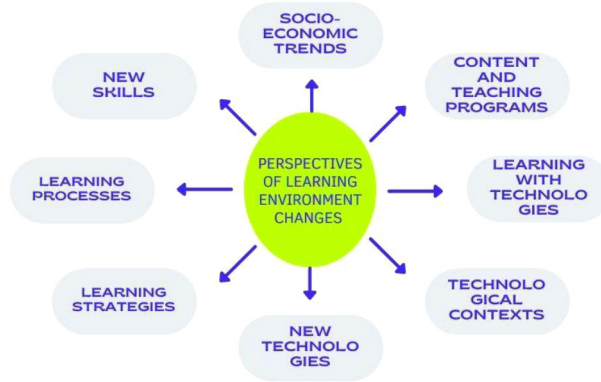 SOCIO-
ECONOMIC
TRENDS
NEW
SKILLS
CONTENT
AND
TEACHING
PROGRAMS
PERSPECTIVES
OF LEARNING
ENVIRONMENT
CHANGES
LEARNING
PROCESSES
LEARNING
WITH
TECHNOLO
GIES
LEARNING
STRATEGIES
TECHNOLO
GICAL
CONTEXTS
NEW
TECHNOLO
GIES